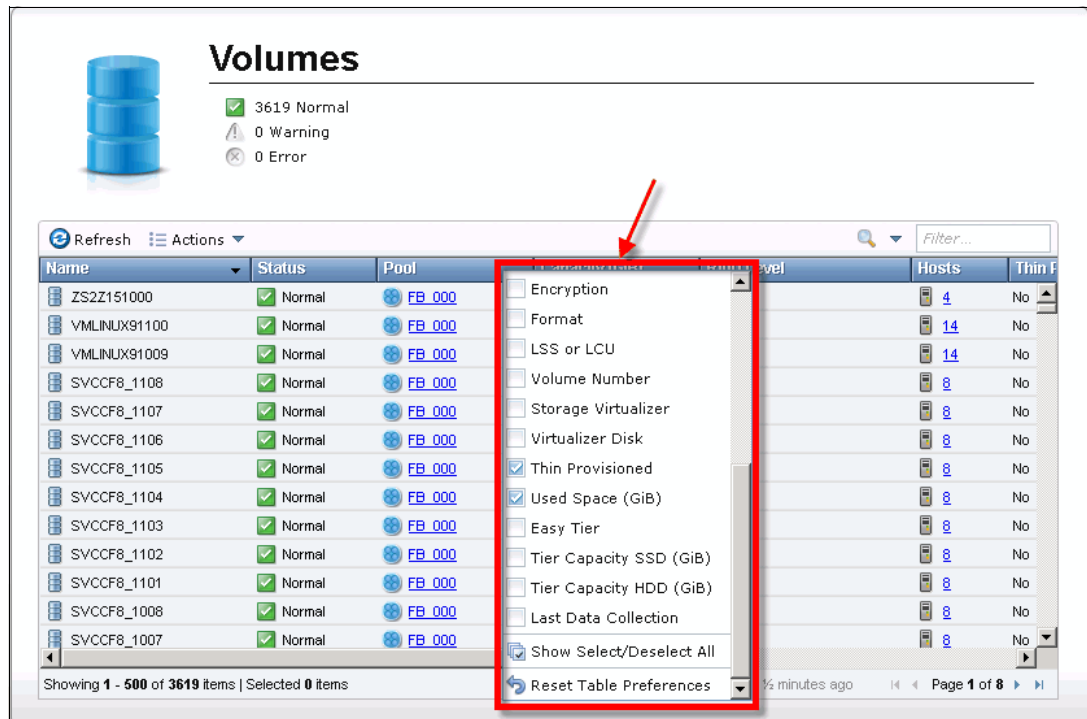 Volumes
3619 Normal
0 Warning
0 Error
Refresh Actions Filter...
Name Status Pool Capacity (GiB) Hosts Thin P
ZS2Z151000 Normal FB_000 4 No
VMLINUX91100 Normal FB_000 14 No
VMLINUX91009 Normal FB_000 14 No
SVCCF8_1108 Normal FB_000 8 No
SVCCF8_1107 Normal FB_000 8 No
SVCCF8_1106 Normal FB_000 8 No
SVCCF8_1105 Normal FB_000 8 No
SVCCF8_1104 Normal FB_000 8 No
SVCCF8_1103 Normal FB_000 8 No
SVCCF8_1102 Normal FB_000 8 No
SVCCF8_1101 Normal FB_000 8 No
SVCCF8_1008 Normal FB_000 8 No
SVCCF8_1007 Normal FB_000 8 No
Encryption
Format
LSS or LCU
Volume Number
Storage Virtualizer
Virtualizer Disk
Thin Provisioned
Used Space (GiB)
Easy Tier
Tier Capacity SSD (GiB)
Tier Capacity HDD (GiB)
Last Data Collection
Show Select/Deselect All
Reset Table Preferences
Showing 1 - 500 of 3619 items | Selected 0 items ½ minutes ago Page 1 of 8